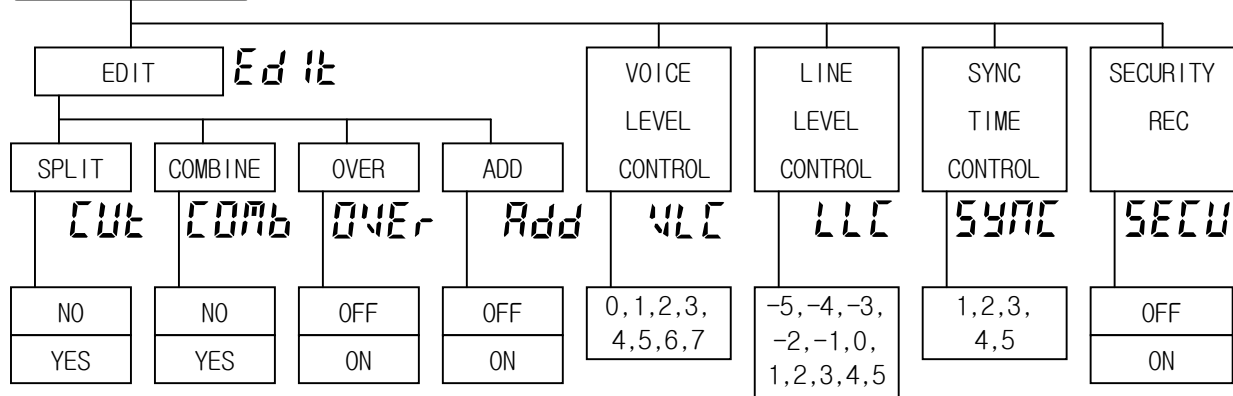 EDIT
Ed It
VOICE
LEVEL
CONTROL
LINE
LEVEL
CONTROL
SYNC
TIME
CONTROL
SECURITY
REC
SPLIT
COMBINE
OVER
ADD
CUt
COMb
OVEr
Add
VLC
LLC
SYNC
SECU
NO
YES
NO
YES
OFF
ON
OFF
ON
0,1,2,3,
4,5,6,7
-5,-4,-3,
-2,-1,0,
1,2,3,4,5
1,2,3,
4,5
OFF
ON